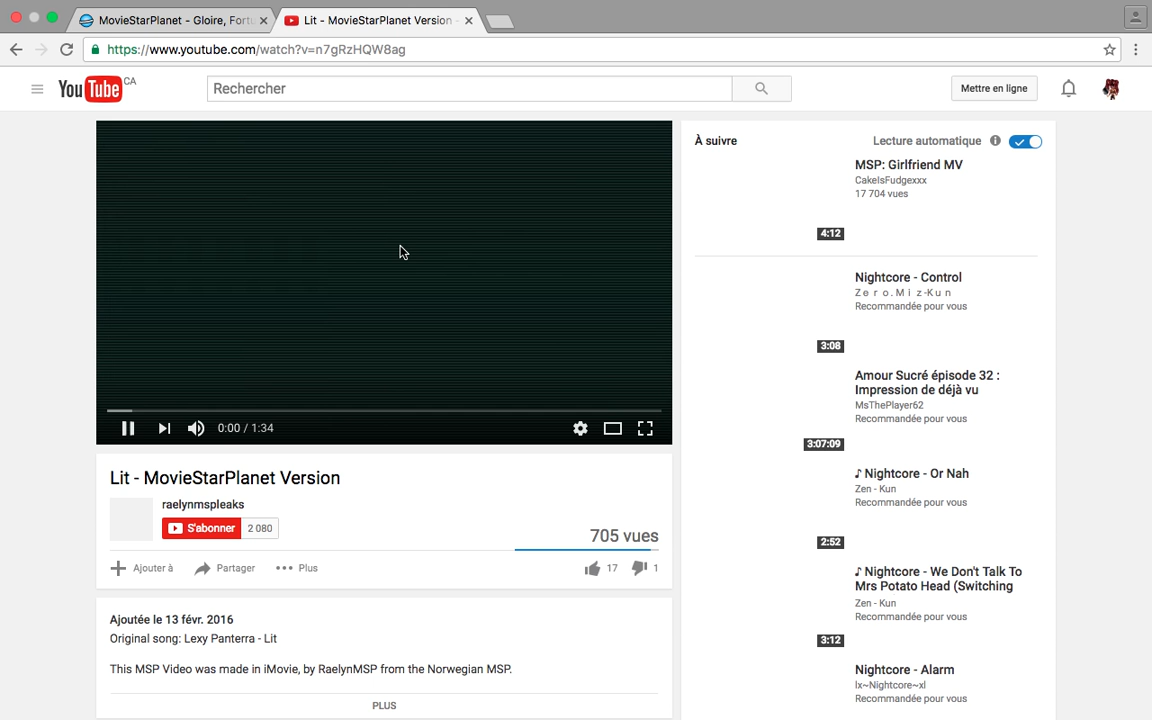 MovieStarPlanet - Gloire, Fortu
Lit - MovieStarPlanet Version -
https://www.youtube.com/watch?v=n7gRzHQW8ag
YouTube CA
Rechercher
Mettre en ligne
À suivre
Lecture automatique
MSP: Girlfriend MV
CakeIsFudgexxx
17 704 vues
4:12
Nightcore - Control
Z e r o . M i z -K u n
Recommandée pour vous
3:08
Amour Sucré épisode 32 :
Impression de déjà vu
MsThePlayer62
Recommandée pour vous
3:07:09
♪ Nightcore - Or Nah
Zen - Kun
Recommandée pour vous
2:52
♪ Nightcore - We Don't Talk To
Mrs Potato Head (Switching
Zen - Kun
Recommandée pour vous
3:12
Nightcore - Alarm
lx~Nightcore~xl
Recommandée pour vous
0:00 / 1:34
Lit - MovieStarPlanet Version
raelynmspleaks
S'abonner 2 080
705 vues
Ajouter à Partager Plus 17 1
Ajoutée le 13 févr. 2016
Original song: Lexy Panterra - Lit
This MSP Video was made in iMovie, by RaelynMSP from the Norwegian MSP.
PLUS